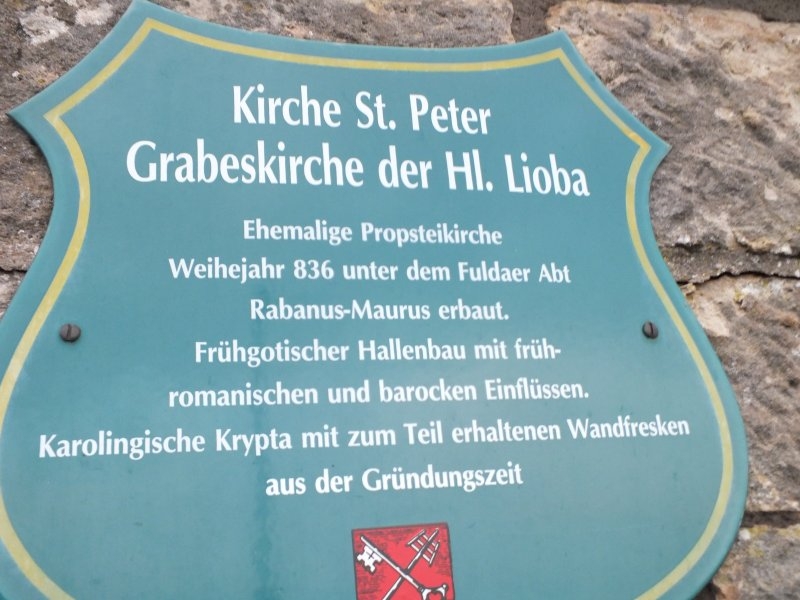 Kirche St. Peter
Grabeskirche der Hl. Lioba
Ehemalige Propsteikirche
Weihejahr 836 unter dem Fuldaer Abt
Rabanus-Maurus erbaut.
Frühgotischer Hallenbau mit früh-
romanischen und barocken Einflüssen.
Karolingische Krypta mit zum Teil erhaltenen Wandfresken
aus der Gründungszeit